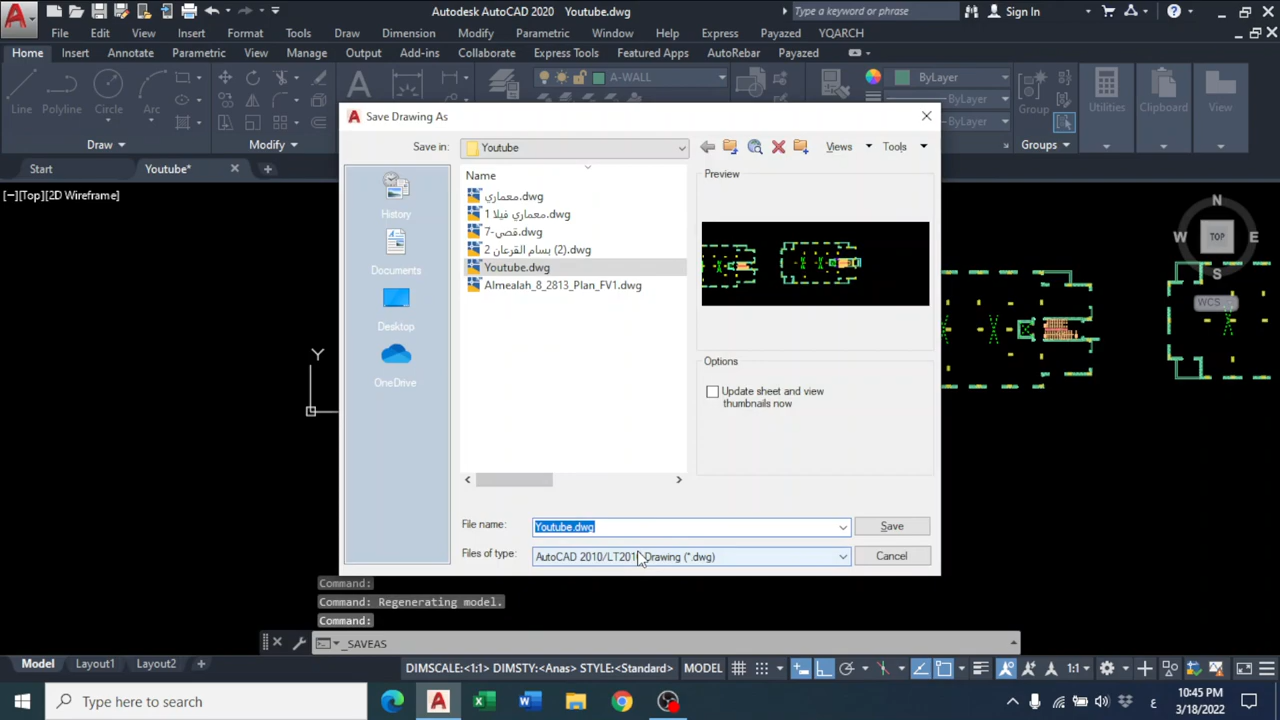 Autodesk AutoCAD 2020 Youtube.dwg
Type a keyword or phrase
Sign In
File Edit View Insert Format Tools Draw Dimension Modify Parametric Window Help Express Payazed YQARCH
Home Insert Annotate Parametric View Manage Output Add-ins Collaborate Express Tools Featured Apps AutoRebar Payazed
Line Polyline Circle Arc
A-WALL
ByLayer
ByLayer
ByLayer
Group Utilities Clipboard View
Draw Modify Groups
Start Youtube*
[−][Top][2D Wireframe]
Save Drawing As
Save in: Youtube
Views Tools
Name
معماري.dwg
معماري فيلا 1.dwg
قصي-7.dwg
بسام القرعان 2 (2).dwg
Youtube.dwg
Almealah_8_2813_Plan_FV1.dwg
History
Documents
Desktop
OneDrive
Preview
Options
Update sheet and view
thumbnails now
File name: Youtube.dwg Save
Files of type: AutoCAD 2010/LT2010 Drawing (*.dwg) Cancel
N
W TOP E
S
WCS
Y
Command:
Command: Regenerating model.
Command:
_SAVEAS
Model Layout1 Layout2
DIMSCALE:<1:1> DIMSTY:<Anas> STYLE:<Standard> MODEL 1:1
Type here to search
ع
10:45 PM
3/18/2022